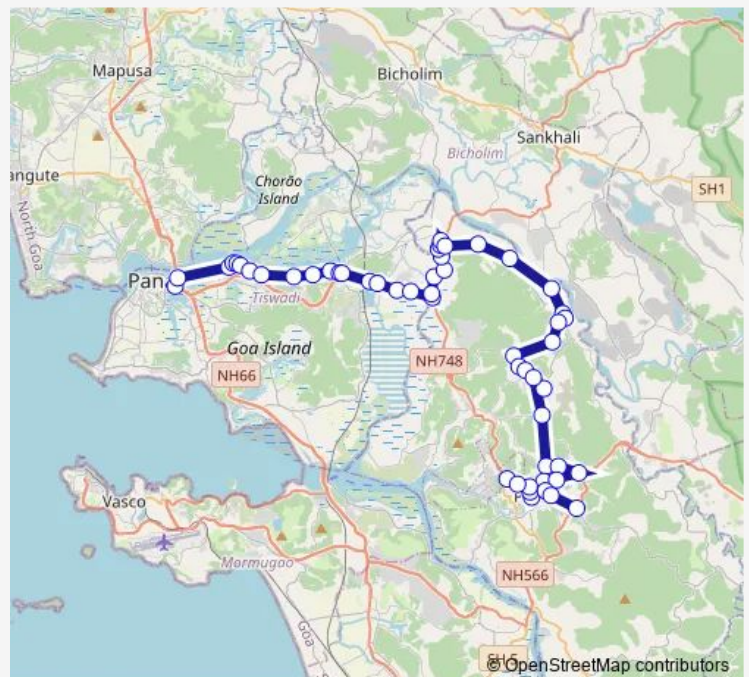 Mapusa
Bicholim
Sankhali
Bicholim
angute
Chorão
Island
SH1
North Goa
Pan
Tiswadi
Goa Island
NH748
NH66
Vasco
Mormugao
NH566
Goa
© OpenStreetMap contributors